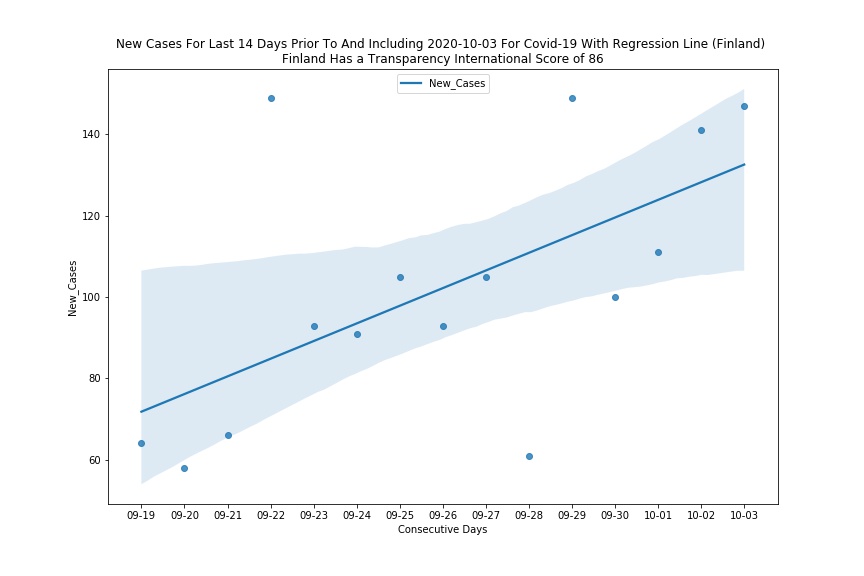 New Cases For Last 14 Days Prior To And Including 2020-10-03 For Covid-19 With Regression Line (Finland)
Finland Has a Transparency International Score of 86
New_Cases
140
120
100
80
60
New_Cases
09-19 09-20 09-21 09-22 09-23 09-24 09-25 09-26 09-27 09-28 09-29 09-30 10-01 10-02 10-03
Consecutive Days